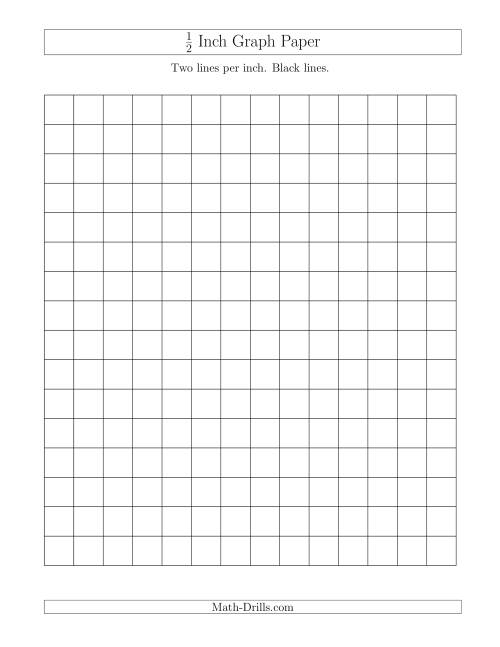 ½ Inch Graph Paper
Two lines per inch. Black lines.
Math-Drills.com